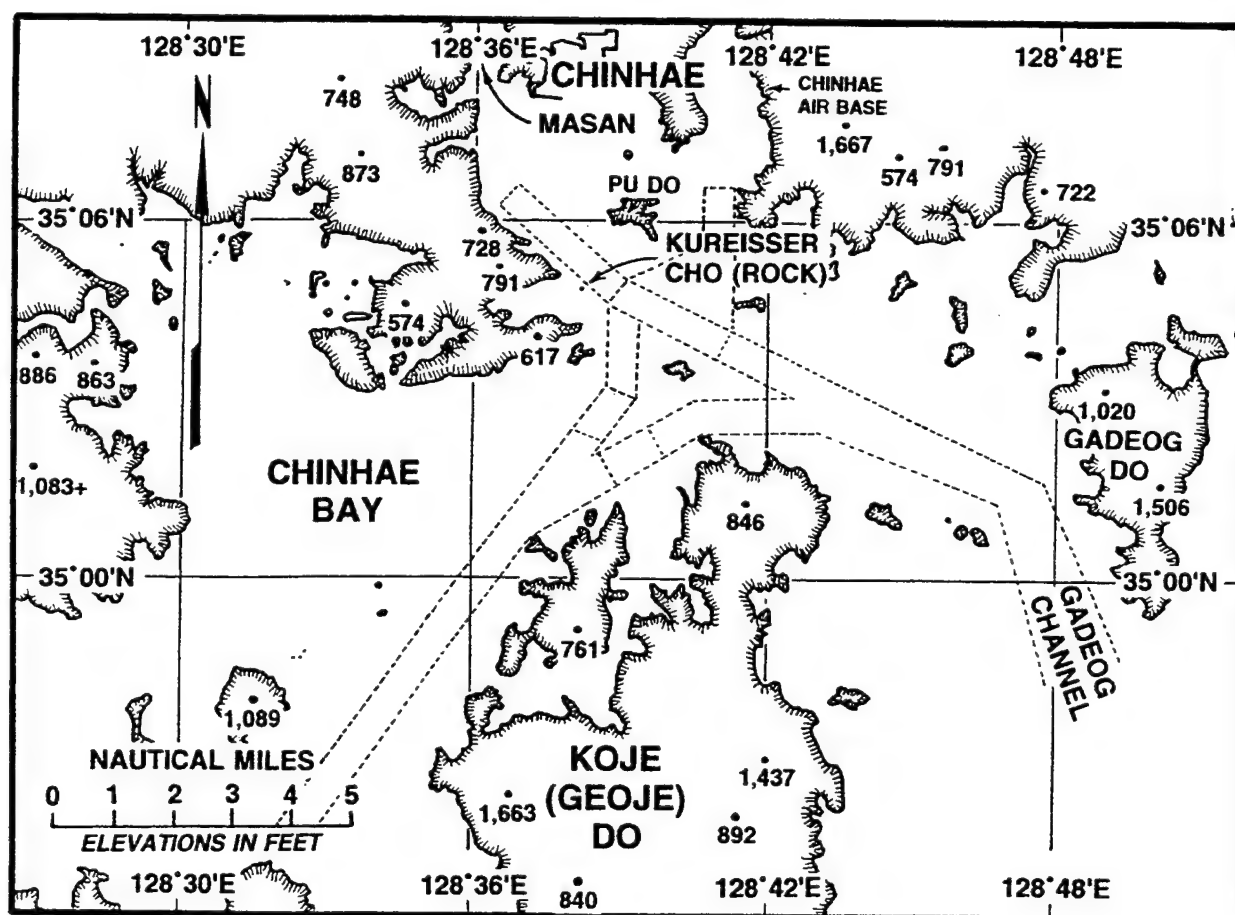 128°30'E
128°36'E
128°42'E
128°48'E
N
CHINHAE
748
MASAN
CHINHAE
AIR BASE
1,667
873
574
791
722
PU DO
35°06'N
35°06'N
728
KUREISSER
CHO (ROCK)
791
574
617
886
863
1,020
GADEOG
DO
CHINHAE
BAY
1,083+
1,506
846
35°00'N
35°00'N
761
GADEOG
CHANNEL
1,089
NAUTICAL MILES
0 1 2 3 4 5
ELEVATIONS IN FEET
KOJE
(GEOJE)
DO
1,437
1,663
892
128°30'E
128°36'E
840
128°42'E
128°48'E